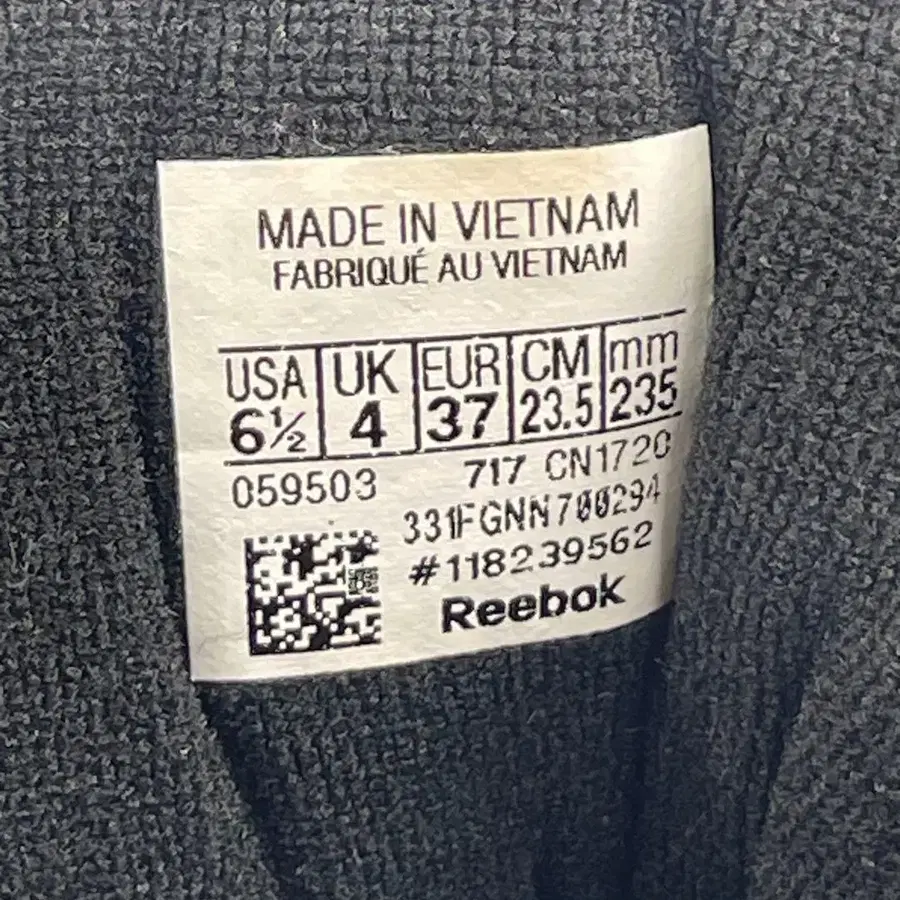 MADE IN VIETNAM
FABRIQUÉ AU VIETNAM
USA UK EUR CM mm
6½ 4 37 23.5 235
059503 717 CN1720
331FGNN700294
#118239562
Reebok